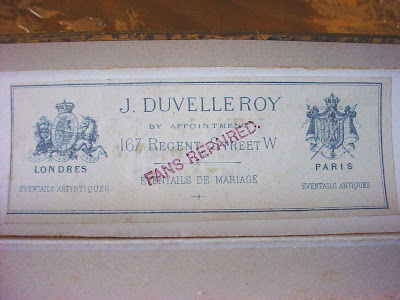 J. DUVELLEROY
BY APPOINTMENT
167 REGENT STREET W
FANS REPAIRED.
EVENTAILS DE MARIAGE
LONDRES
EVENTAILS ARTISTIQUES
PARIS
EVENTAILS ANTIQUES